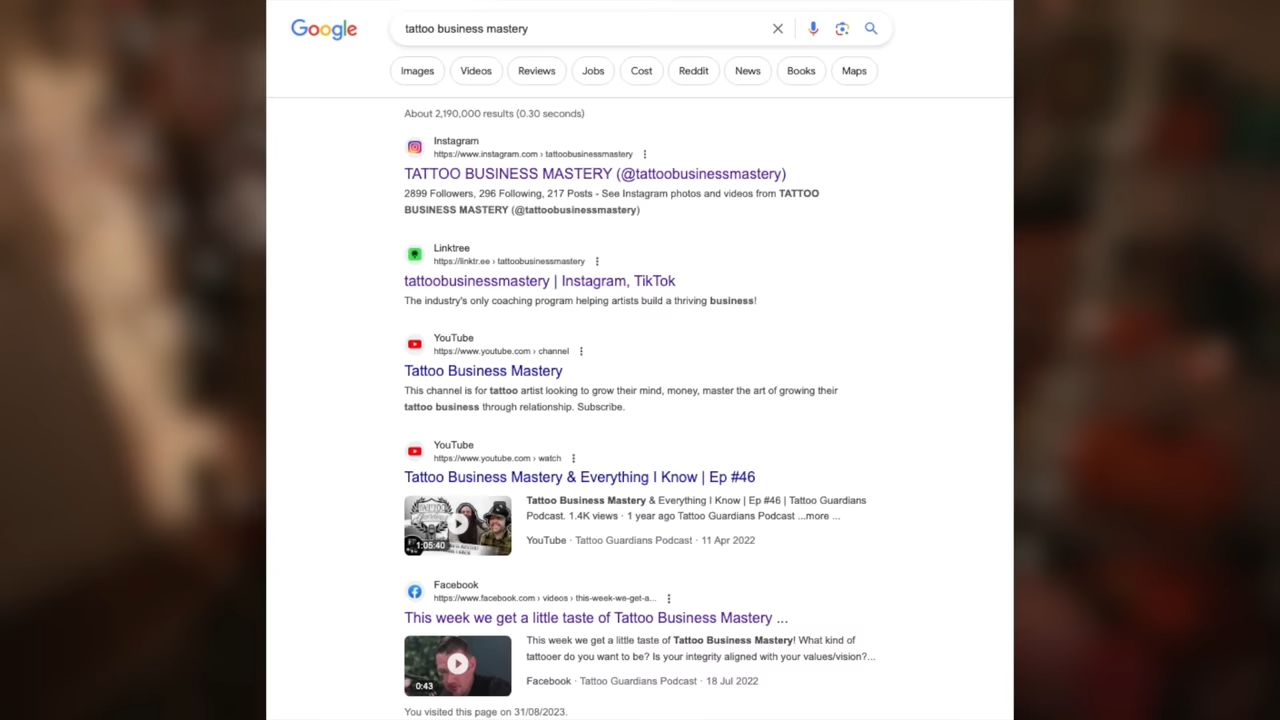 Google
tattoo business mastery
Images Videos Reviews Jobs Cost Reddit News Books Maps
About 2,190,000 results (0.30 seconds)
Instagram
https://www.instagram.com › tattoobusinessmastery
TATTOO BUSINESS MASTERY (@tattoobusinessmastery)
2899 Followers, 296 Following, 217 Posts - See Instagram photos and videos from TATTOO
BUSINESS MASTERY (@tattoobusinessmastery)
Linktree
https://linktr.ee › tattoobusinessmastery
tattoobusinessmastery | Instagram, TikTok
The industry's only coaching program helping artists build a thriving business!
YouTube
https://www.youtube.com › channel
Tattoo Business Mastery
This channel is for tattoo artist looking to grow their mind, money, master the art of growing their
tattoo business through relationship. Subscribe.
YouTube
https://www.youtube.com › watch
Tattoo Business Mastery & Everything I Know | Ep #46
TATTOO
1:05:40
Tattoo Business Mastery & Everything I Know | Ep #46 | Tattoo Guardians
Podcast. 1.4K views · 1 year ago Tattoo Guardians Podcast ...more ...
YouTube · Tattoo Guardians Podcast · 11 Apr 2022
Facebook
https://www.facebook.com › videos › this-week-we-get-a...
This week we get a little taste of Tattoo Business Mastery ...
0:43
This week we get a little taste of Tattoo Business Mastery! What kind of
tattooer do you want to be? Is your integrity aligned with your values/vision?...
Facebook · Tattoo Guardians Podcast · 18 Jul 2022
You visited this page on 31/08/2023.